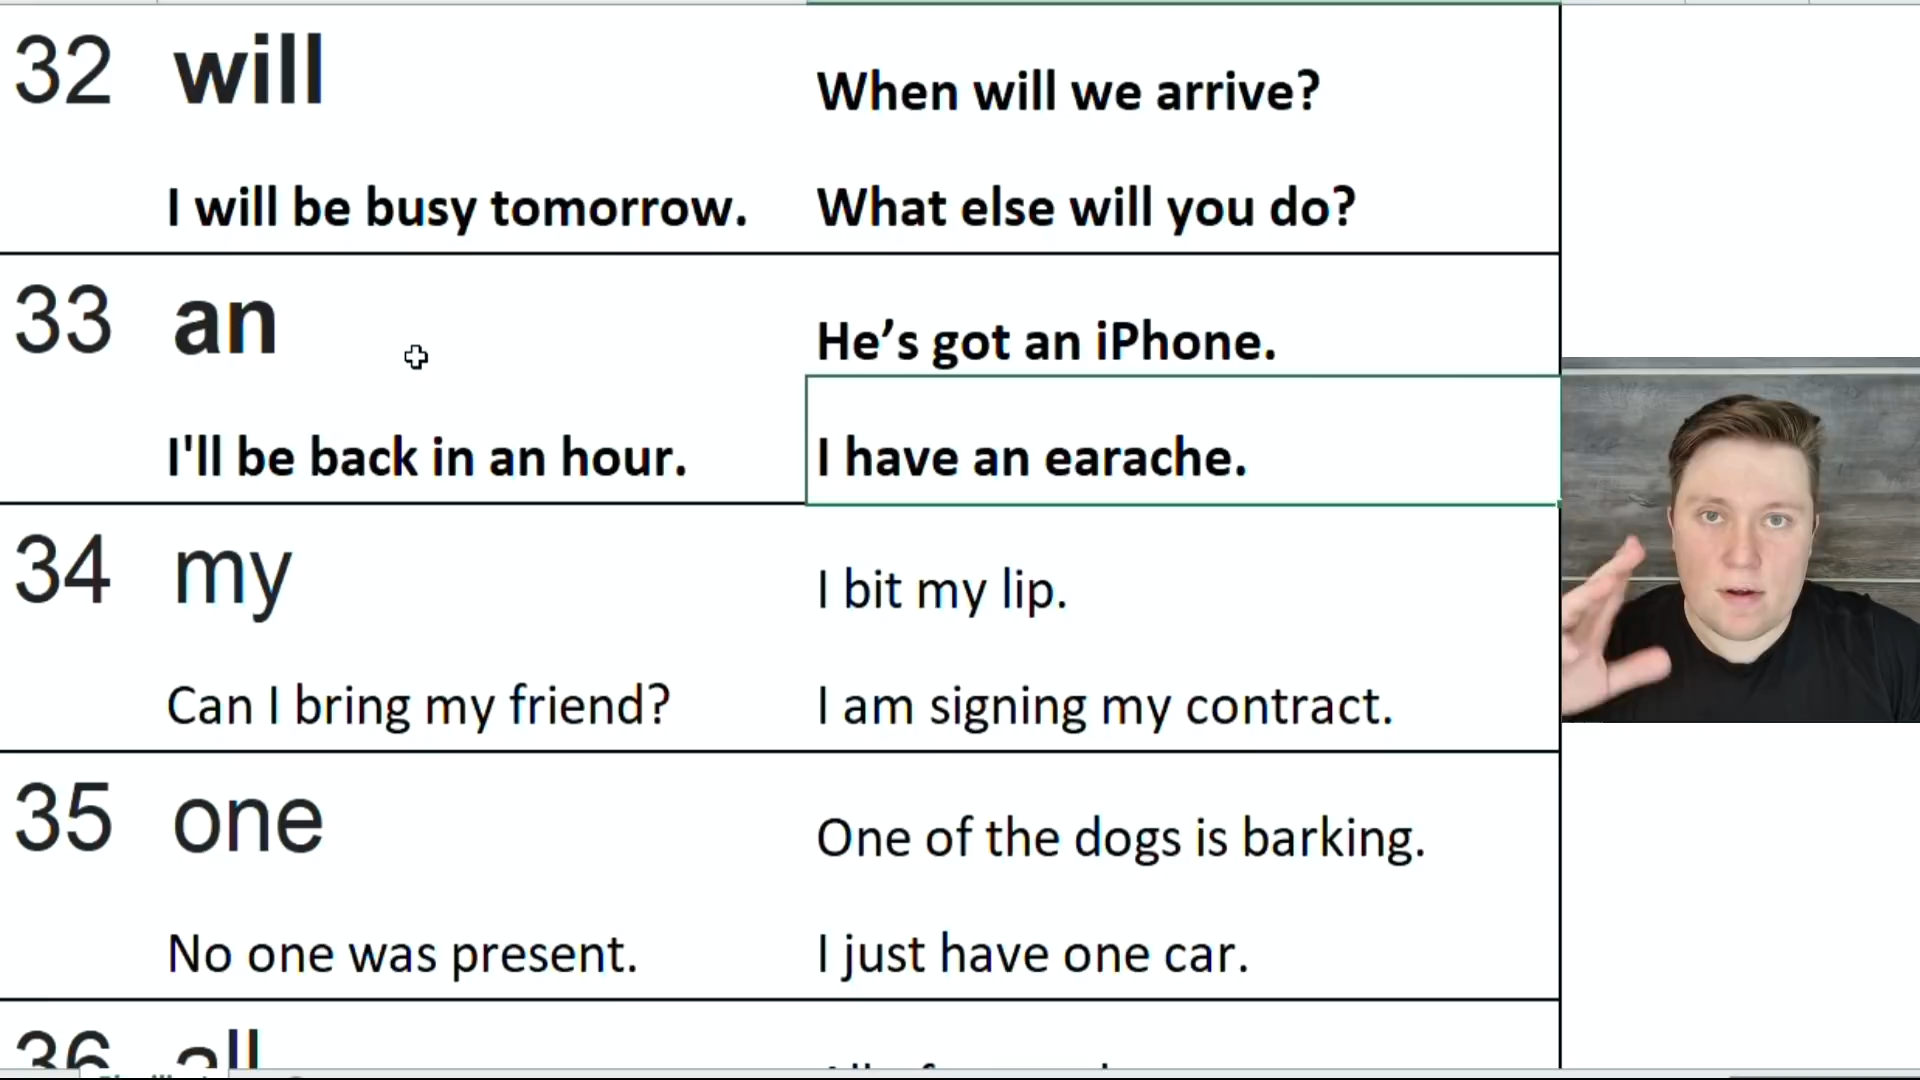 32 will
When will we arrive?
I will be busy tomorrow. What else will you do?
33 an
He’s got an iPhone.
I'll be back in an hour. I have an earache.
34 my
I bit my lip.
Can I bring my friend? I am signing my contract.
35 one
One of the dogs is barking.
No one was present. I just have one car.
36 all